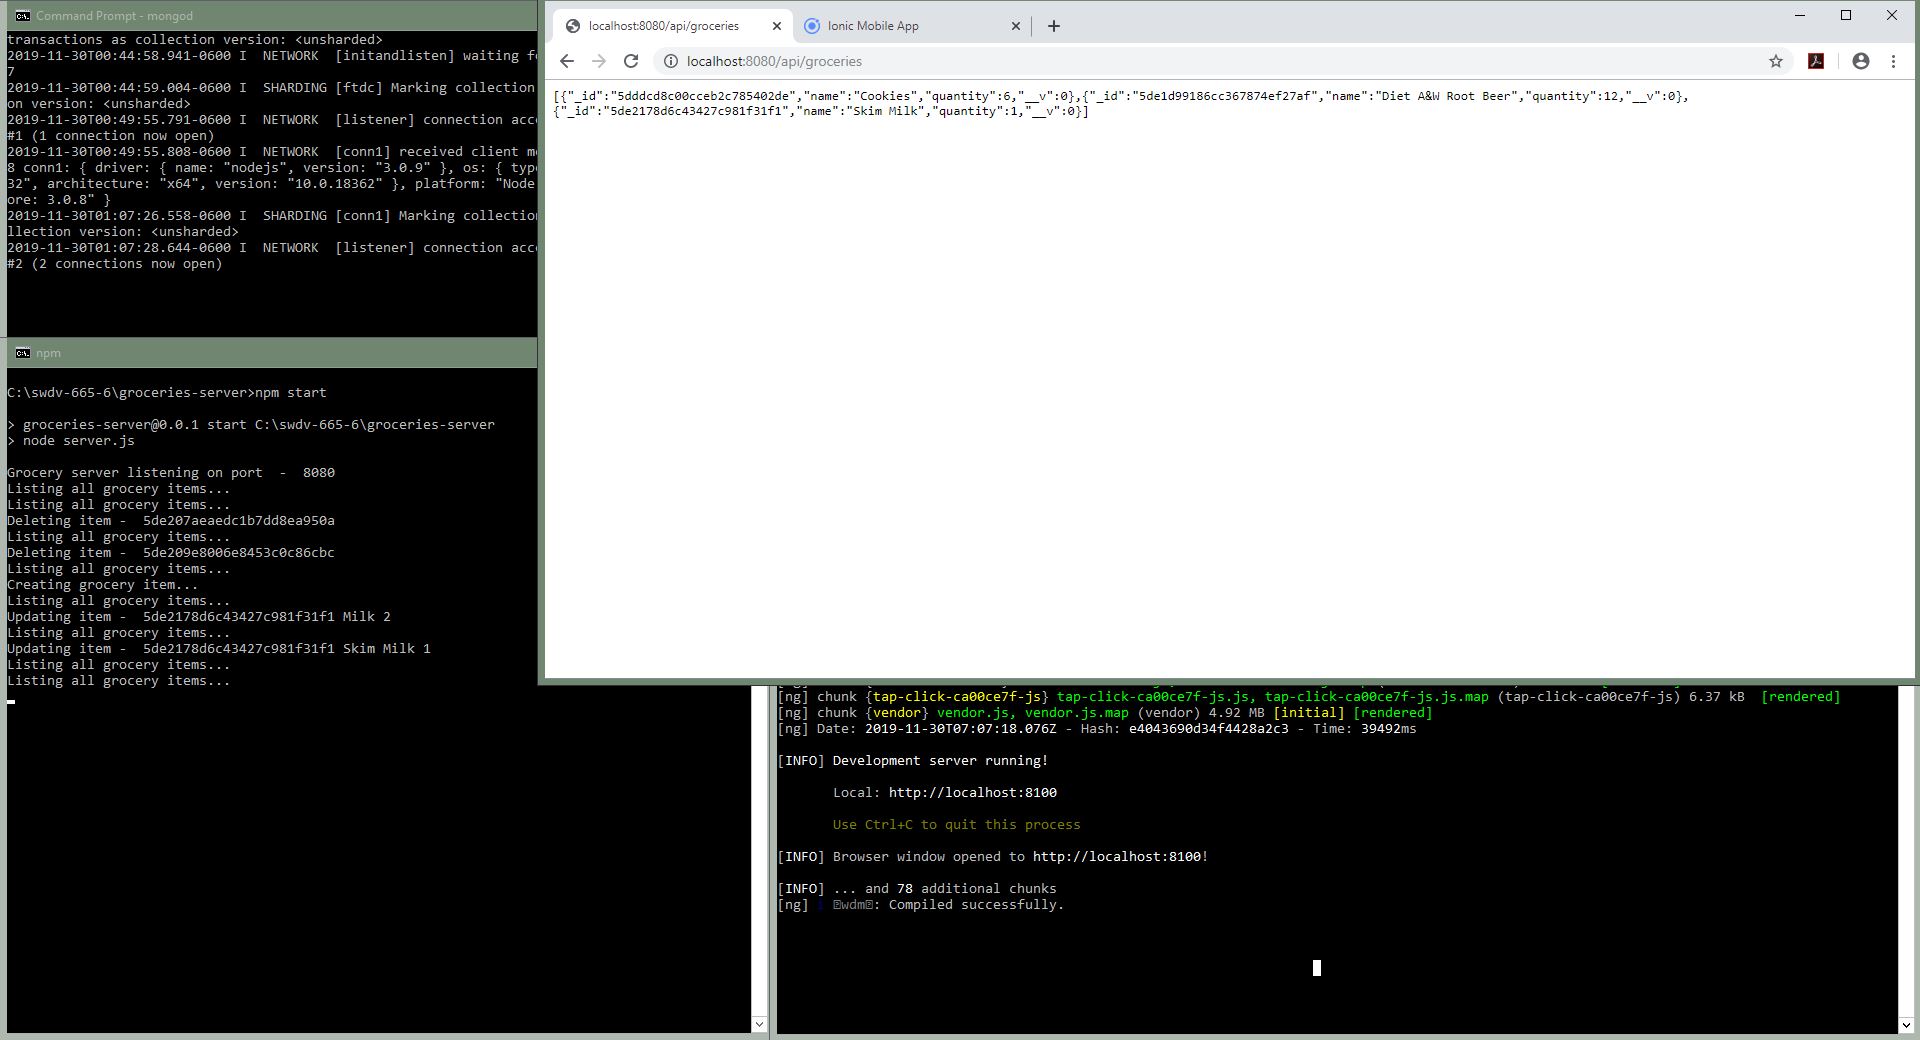 Command Prompt - mongod
transactions as collection version: <unsharded>
2019-11-30T00:44:58.941-0600 I  NETWORK  [initandlisten] waiting
7
2019-11-30T00:44:59.004-0600 I  SHARDING [ftdc] Marking collection
on version: <unsharded>
2019-11-30T00:49:55.791-0600 I  NETWORK  [listener] connection acc
#1 (1 connection now open)
2019-11-30T00:49:55.808-0600 I  NETWORK  [conn1] received client m
8 conn1: { driver: { name: "nodejs", version: "3.0.9" }, os: { typ
32", architecture: "x64", version: "10.0.18362" }, platform: "Node
ore: 3.0.8" }
2019-11-30T01:07:26.558-0600 I  SHARDING [conn1] Marking collectio
llection version: <unsharded>
2019-11-30T01:07:28.644-0600 I  NETWORK  [listener] connection acc
#2 (2 connections now open)
npm
C:\swdv-665-6\groceries-server>npm start
> groceries-server@0.0.1 start C:\swdv-665-6\groceries-server
> node server.js
Grocery server listening on port  -  8080
Listing all grocery items...
Listing all grocery items...
Deleting item -  5de207aeaedc1b7dd8ea950a
Listing all grocery items...
Deleting item -  5de209e8006e8453c0c86cbc
Listing all grocery items...
Creating grocery item...
Listing all grocery items...
Updating item -  5de2178d6c43427c981f31f1 Milk 2
Listing all grocery items...
Updating item -  5de2178d6c43427c981f31f1 Skim Milk 1
Listing all grocery items...
Listing all grocery items...
localhost:8080/api/groceries
Ionic Mobile App
localhost:8080/api/groceries
[{"_id":"5dddcd8c00cceb2c785402de","name":"Cookies","quantity":6,"__v":0},{"_id":"5de1d99186cc367874ef27af","name":"Diet A&W Root Beer","quantity":12,"__v":0},
{"_id":"5de2178d6c43427c981f31f1","name":"Skim Milk","quantity":1,"__v":0}]
[ng] chunk {tap-click-ca00ce7f-js} tap-click-ca00ce7f-js.js, tap-click-ca00ce7f-js.js.map (tap-click-ca00ce7f-js) 6.37 kB  [rendered]
[ng] chunk {vendor} vendor.js, vendor.js.map (vendor) 4.92 MB [initial] [rendered]
[ng] Date: 2019-11-30T07:07:18.076Z - Hash: e4043690d34f4428a2c3 - Time: 39492ms
[INFO] Development server running!
Local: http://localhost:8100
Use Ctrl+C to quit this process
[INFO] Browser window opened to http://localhost:8100!
[INFO] ... and 78 additional chunks
[ng] i wdm: Compiled successfully.